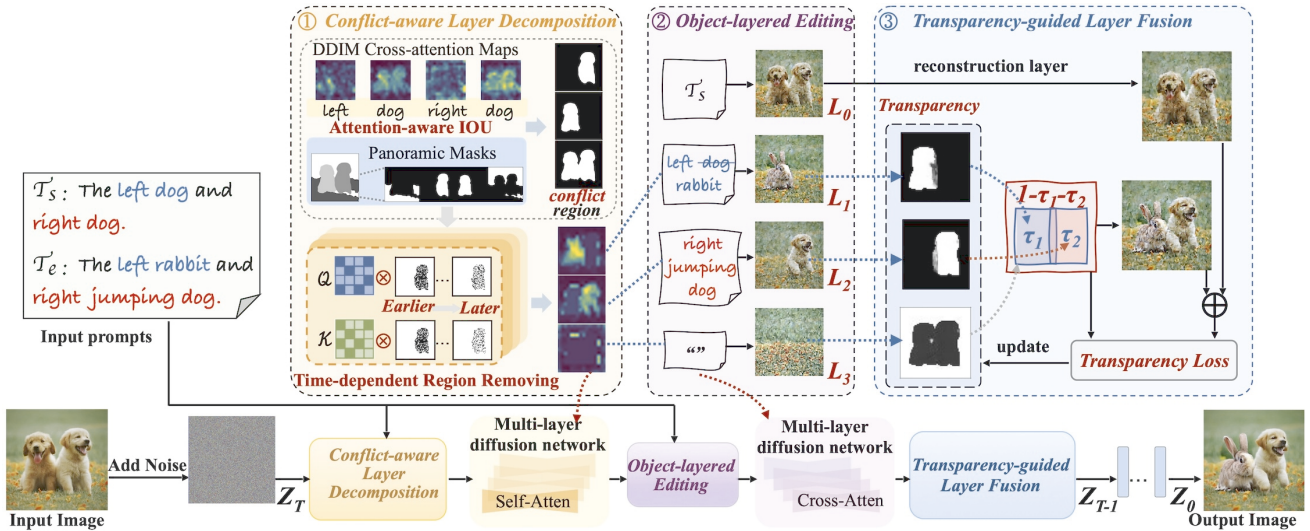 ① Conflict-aware Layer Decomposition
DDIM Cross-attention Maps
left dog right dog
Attention-aware IOU
Panoramic Masks
conflict
region
Q ⊗ ...
Earlier Later
K ⊗ ...
Time-dependent Region Removing
② Object-layered Editing
𝒯s
L0
left dog
rabbit
L1
right
jumping
dog
L2
“”
L3
③ Transparency-guided Layer Fusion
reconstruction layer
Transparency
1-τ1-τ2
τ1 τ2
update
Transparency Loss
𝒯s: The left dog and
right dog.
𝒯e: The left rabbit and
right jumping dog.
Input prompts
Input Image
Add Noise
ZT
Conflict-aware
Layer
Decomposition
Multi-layer
diffusion network
Self-Atten
Object-layered
Editing
Multi-layer
diffusion network
Cross-Atten
Transparency-guided
Layer Fusion
ZT-1
...
Z0
Output Image